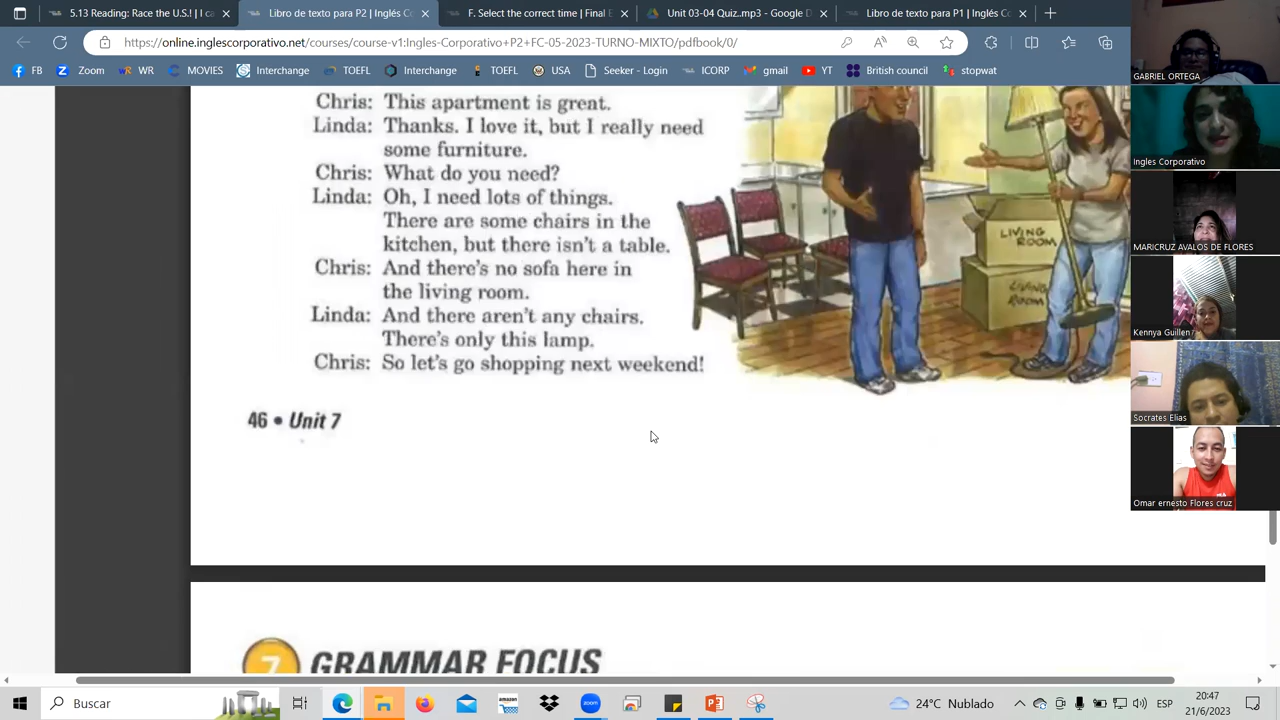 5.13 Reading: Race the U.S.! | I ca
Libro de texto para P2 | Inglés Co
F. Select the correct time | Final E
Unit 03-04 Quiz..mp3 - Google D
Libro de texto para P1 | Inglés Co
https://online.inglescorporativo.net/courses/course-v1:Ingles-Corporativo+P2+FC-05-2023-TURNO-MIXTO/pdfbook/0/
FB Zoom WR MOVIES Interchange TOEFL Interchange TOEFL USA Seeker - Login ICORP gmail YT British council stopwat
Chris: This apartment is great.
Linda: Thanks. I love it, but I really need
some furniture.
Chris: What do you need?
Linda: Oh, I need lots of things.
There are some chairs in the
kitchen, but there isn't a table.
Chris: And there's no sofa here in
the living room.
Linda: And there aren't any chairs.
There's only this lamp.
Chris: So let's go shopping next weekend!
LIVING
ROOM
LIVING
ROOM
46 • Unit 7
7 GRAMMAR FOCUS
GABRIEL ORTEGA
Ingles Corporativo
MARICRUZ AVALOS DE FLORES
Kennya Guillen
Socrates Elias
Omar ernesto Flores cruz
Buscar
amazon
zoom
24°C Nublado
ESP
20:47
21/6/2023